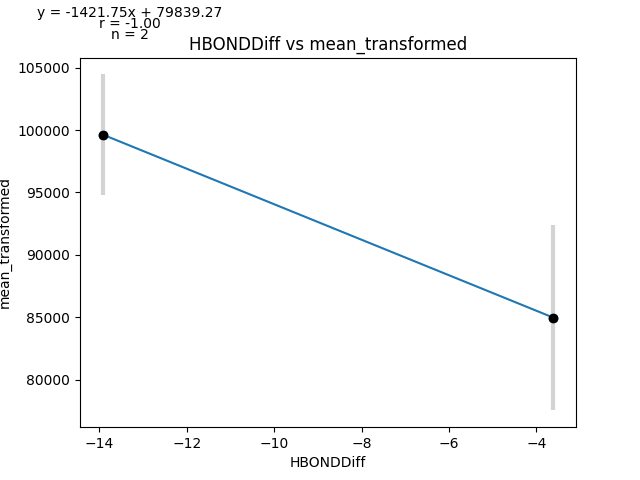 y = -1421.75x + 79839.27
r = -1.00
n = 2
HBONDDiff vs mean_transformed
105000
100000
95000
90000
85000
80000
mean_transformed
−14
−12
−10
−8
−6
−4
HBONDDiff